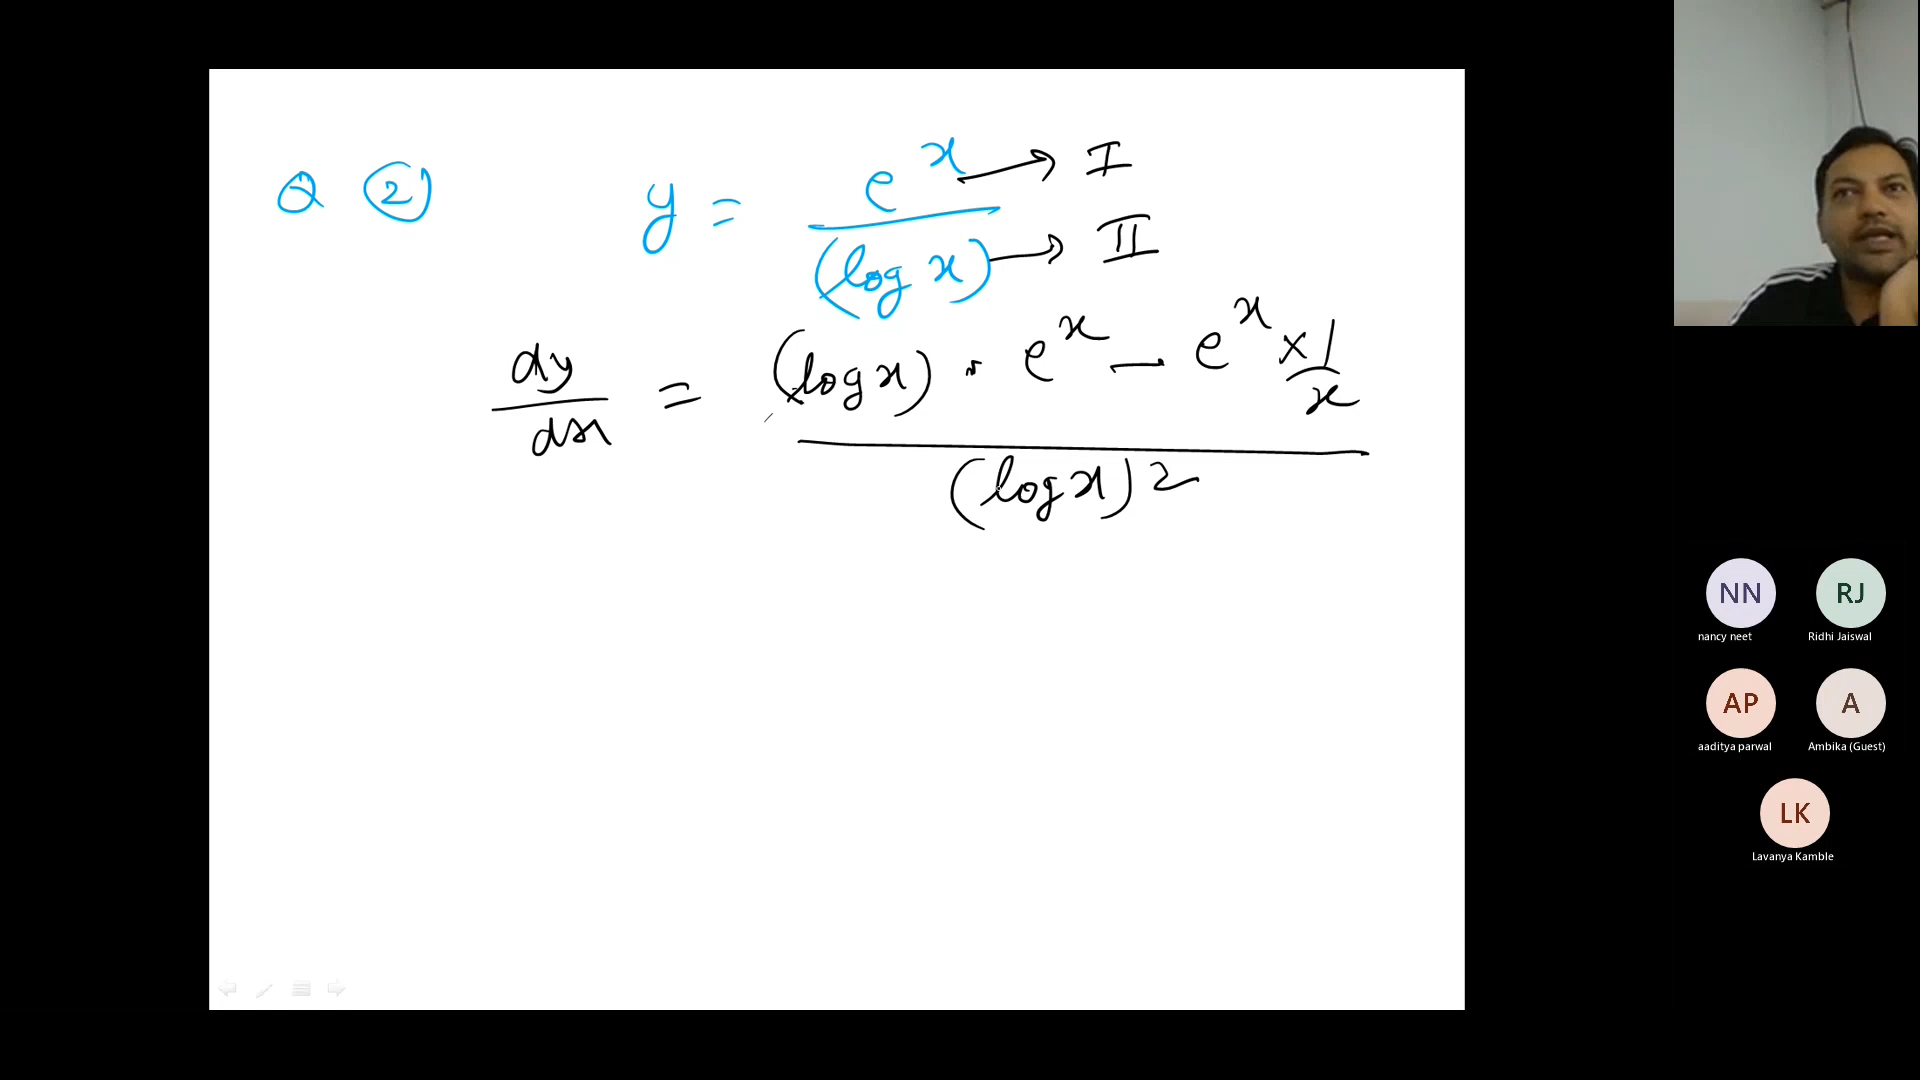 Q ②
y = e^x / (log x)
→ I
→ II
dy/dx = ((log x) · e^x − e^x × 1/x) / (log x)^2
NN
RJ
nancy neet
Ridhi Jaiswal
AP
A
aaditya parwal
Ambika (Guest)
LK
Lavanya Kamble